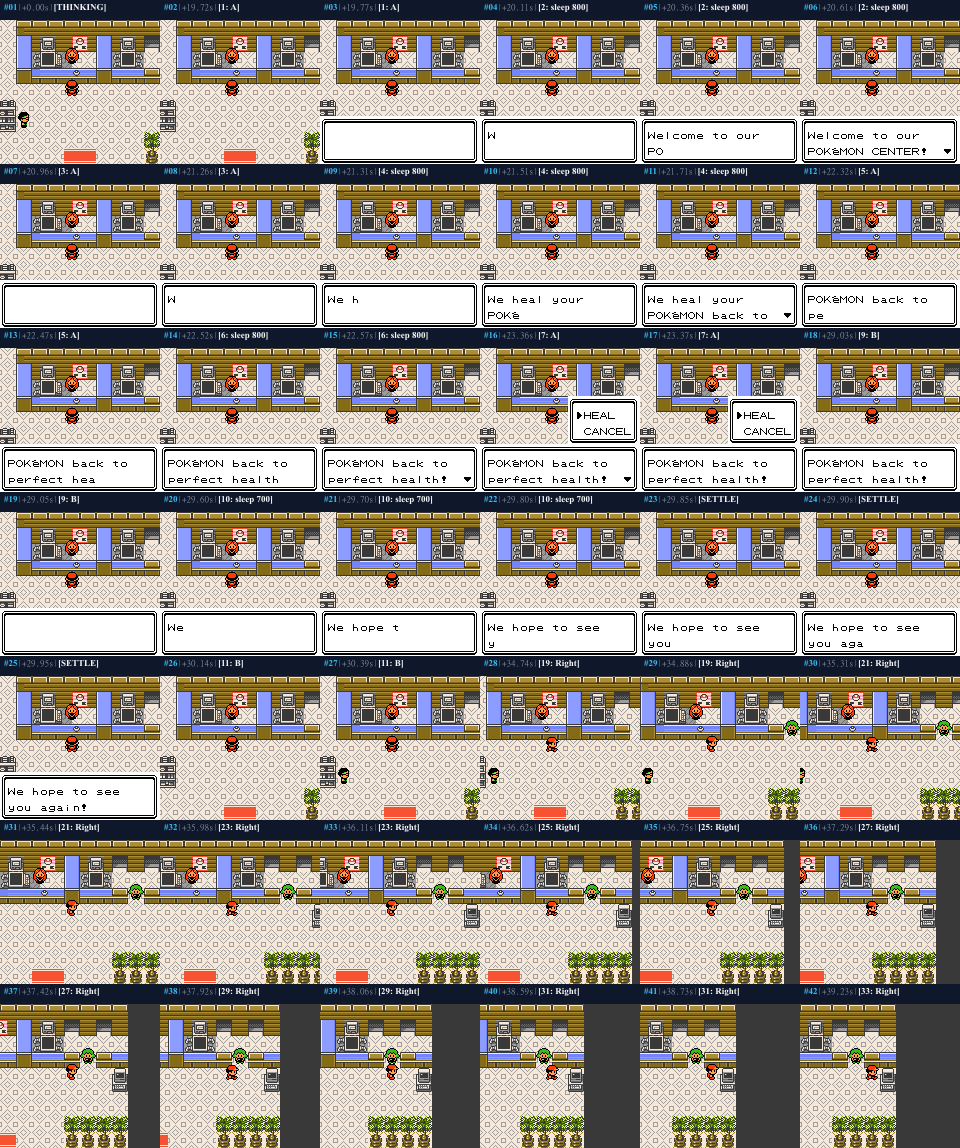 #01|+0.00s| [THINKING]
#02|+19.72s| [1: A]
#03|+19.77s| [1: A]
#04|+20.11s| [2: sleep 800]
#05|+20.36s| [2: sleep 800]
#06|+20.61s| [2: sleep 800]
W
Welcome to our
PO
Welcome to our
POKéMON CENTER! ▼
#07|+20.96s| [3: A]
#08|+21.26s| [3: A]
#09|+21.31s| [4: sleep 800]
#10|+21.51s| [4: sleep 800]
#11|+21.71s| [4: sleep 800]
#12|+22.32s| [5: A]
W
We h
We heal your
POKé
We heal your
POKéMON back to ▼
POKéMON back to
pe
#13|+22.47s| [5: A]
#14|+22.52s| [6: sleep 800]
#15|+22.57s| [6: sleep 800]
#16|+23.36s| [7: A]
#17|+23.37s| [7: A]
#18|+29.03s| [9: B]
POKéMON back to
perfect hea
POKéMON back to
perfect health
POKéMON back to
perfect health! ▼
▶HEAL
CANCEL
POKéMON back to
perfect health! ▼
▶HEAL
CANCEL
POKéMON back to
perfect health!
POKéMON back to
perfect health!
#19|+29.05s| [9: B]
#20|+29.60s| [10: sleep 700]
#21|+29.70s| [10: sleep 700]
#22|+29.80s| [10: sleep 700]
#23|+29.85s| [SETTLE]
#24|+29.90s| [SETTLE]
We
We hope t
We hope to see
y
We hope to see
you
We hope to see
you aga
#25|+29.95s| [SETTLE]
#26|+30.14s| [11: B]
#27|+30.39s| [11: B]
#28|+34.74s| [19: Right]
#29|+34.88s| [19: Right]
#30|+35.31s| [21: Right]
We hope to see
you again!
#31|+35.44s| [21: Right]
#32|+35.98s| [23: Right]
#33|+36.11s| [23: Right]
#34|+36.62s| [25: Right]
#35|+36.75s| [25: Right]
#36|+37.29s| [27: Right]
#37|+37.42s| [27: Right]
#38|+37.92s| [29: Right]
#39|+38.06s| [29: Right]
#40|+38.59s| [31: Right]
#41|+38.73s| [31: Right]
#42|+39.23s| [33: Right]